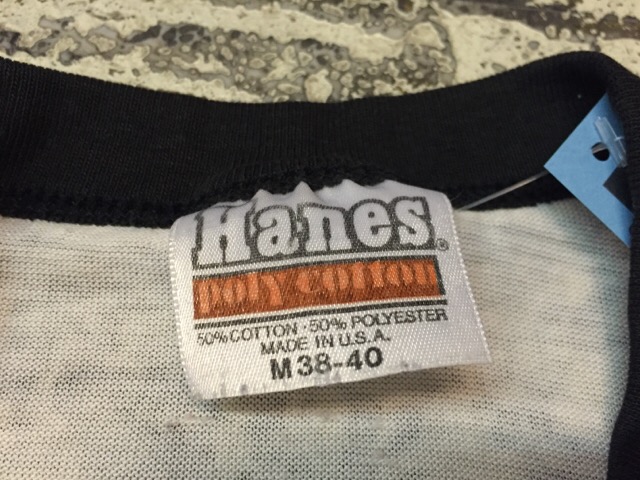 Hanes®
poly cotton
50% COTTON · 50% POLYESTER
MADE IN U.S.A.
M 38-40